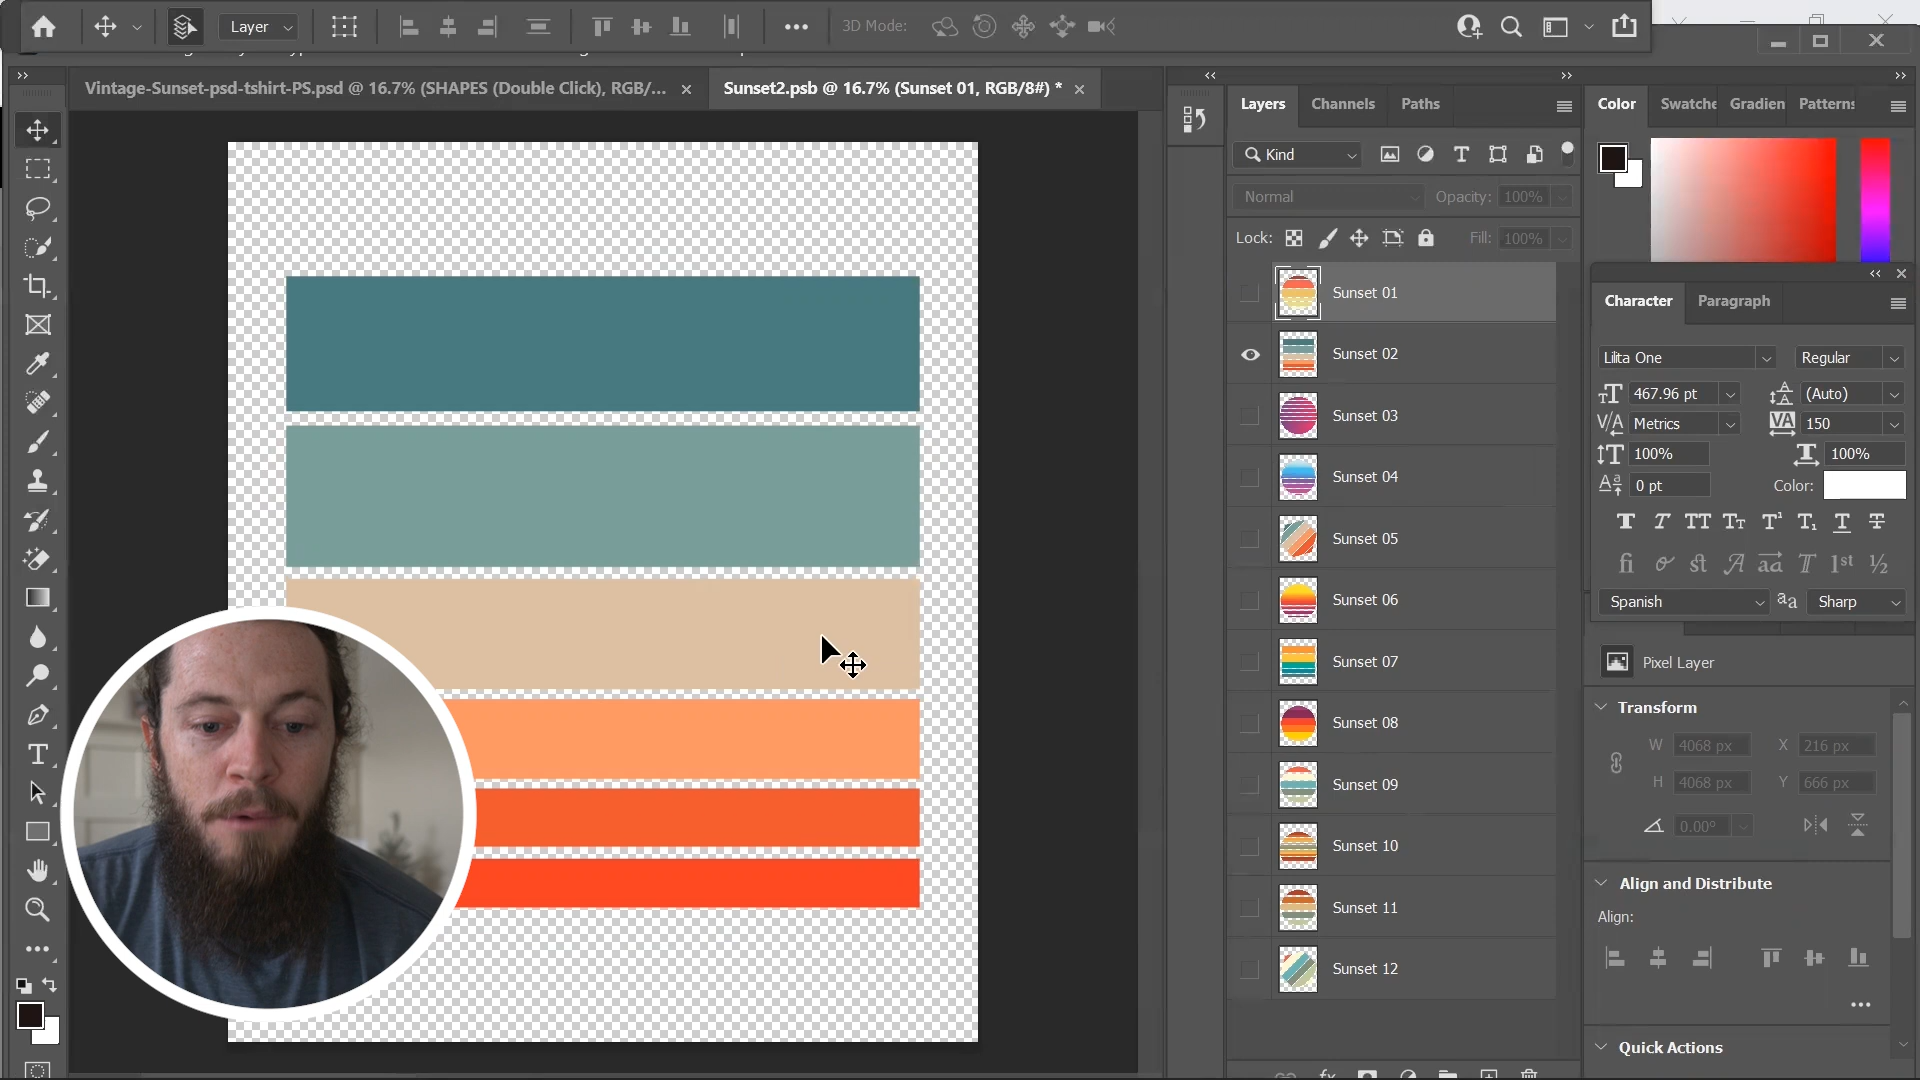 Layer
3D Mode:
Vintage-Sunset-psd-tshirt-PS.psd @ 16.7% (SHAPES (Double Click), RGB/...
Sunset2.psb @ 16.7% (Sunset 01, RGB/8#) *
Layers
Channels
Paths
Kind
Normal
Opacity: 100%
Lock:
Fill: 100%
Sunset 01
Sunset 02
Sunset 03
Sunset 04
Sunset 05
Sunset 06
Sunset 07
Sunset 08
Sunset 09
Sunset 10
Sunset 11
Sunset 12
Color
Swatche
Gradien
Patterns
Character
Paragraph
Lilita One
Regular
467.96 pt
(Auto)
Metrics
150
100%
100%
0 pt
Color:
Spanish
aa
Sharp
Pixel Layer
Transform
W 4068 px
X 216 px
H 4068 px
Y 666 px
0.00°
Align and Distribute
Align:
Quick Actions